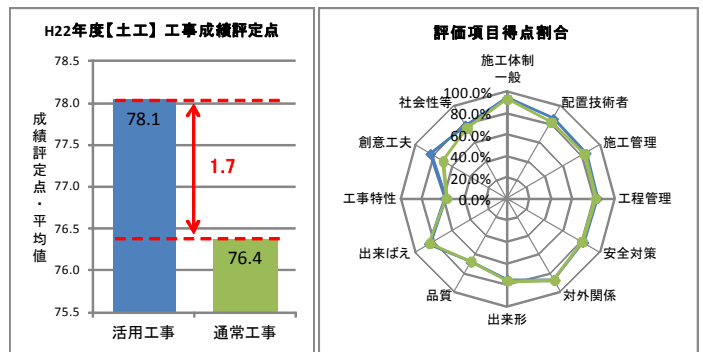 H22年度【土工】 工事成績評定点
成績評定点・平均値
78.5
78.0
77.5
77.0
76.5
76.0
75.5
78.1
1.7
76.4
活用工事
通常工事
評価項目得点割合
施工体制
一般
配置技術者
施工管理
工程管理
安全対策
対外関係
出来形
品質
出来ばえ
工事特性
創意工夫
社会性等
100.0%
80.0%
60.0%
40.0%
20.0%
0.0%